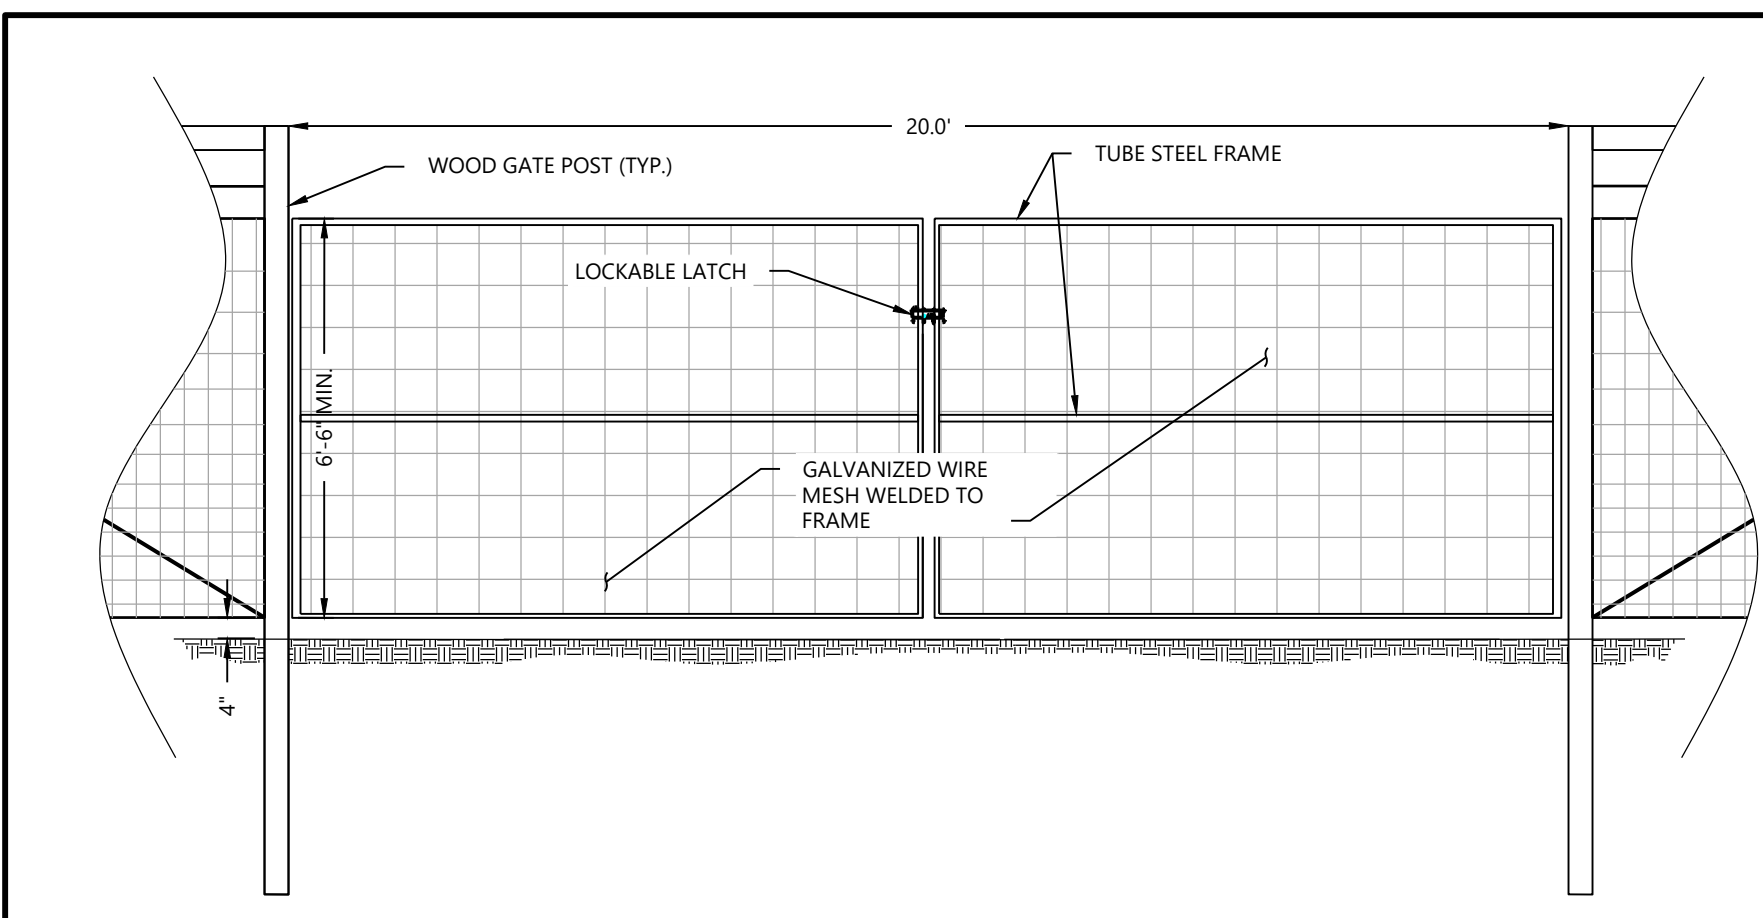 20.0'
WOOD GATE POST (TYP.)
TUBE STEEL FRAME
LOCKABLE LATCH
6'-6" MIN.
GALVANIZED WIRE
MESH WELDED TO
FRAME
4"